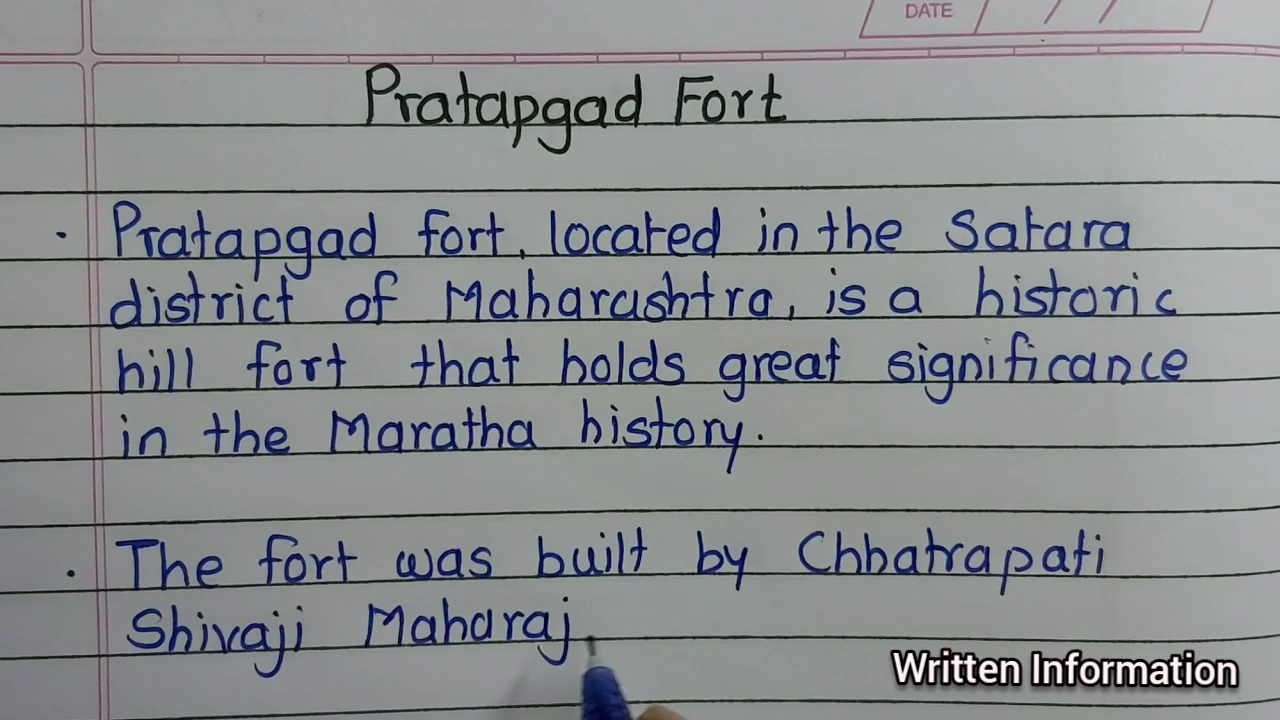 DATE / /
Pratapgad Fort
· Pratapgad fort, located in the Satara
district of Maharashtra, is a historic
hill fort that holds great significance
in the Maratha history.
· The fort was built by Chhatrapati
Shivaji Maharaj
Written Information